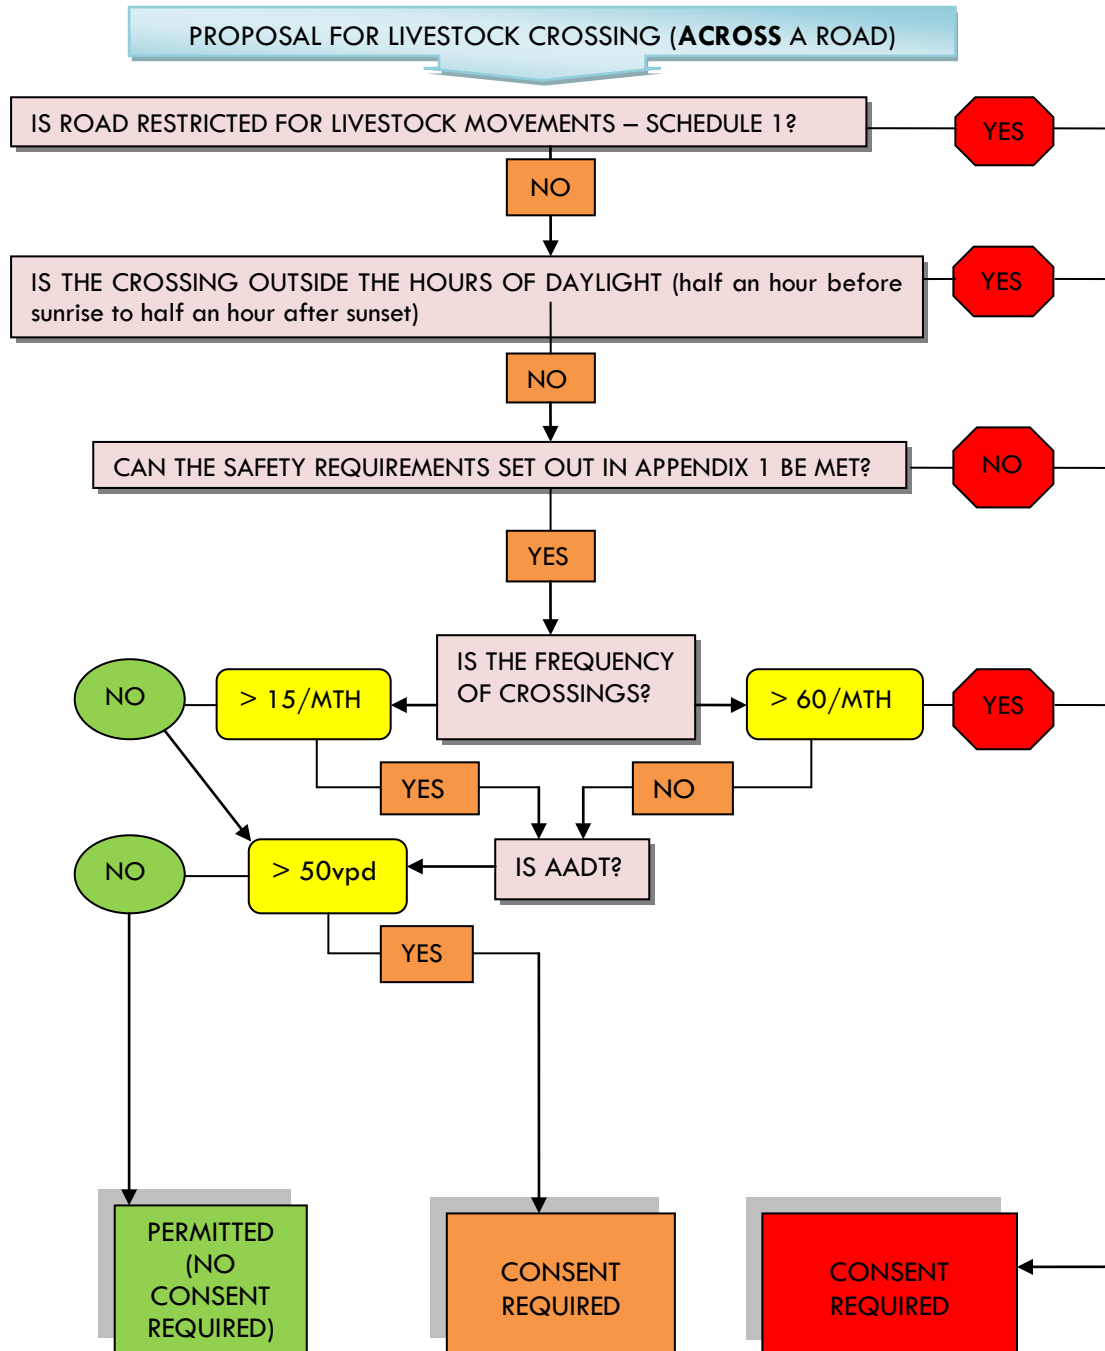 PROPOSAL FOR LIVESTOCK CROSSING (ACROSS A ROAD)
IS ROAD RESTRICTED FOR LIVESTOCK MOVEMENTS – SCHEDULE 1?
YES
NO
IS THE CROSSING OUTSIDE THE HOURS OF DAYLIGHT (half an hour before
sunrise to half an hour after sunset)
YES
NO
CAN THE SAFETY REQUIREMENTS SET OUT IN APPENDIX 1 BE MET?
NO
YES
IS THE FREQUENCY
OF CROSSINGS?
NO
> 15/MTH
> 60/MTH
YES
YES
NO
NO
> 50vpd
IS AADT?
YES
PERMITTED
(NO
CONSENT
REQUIRED)
CONSENT
REQUIRED
CONSENT
REQUIRED